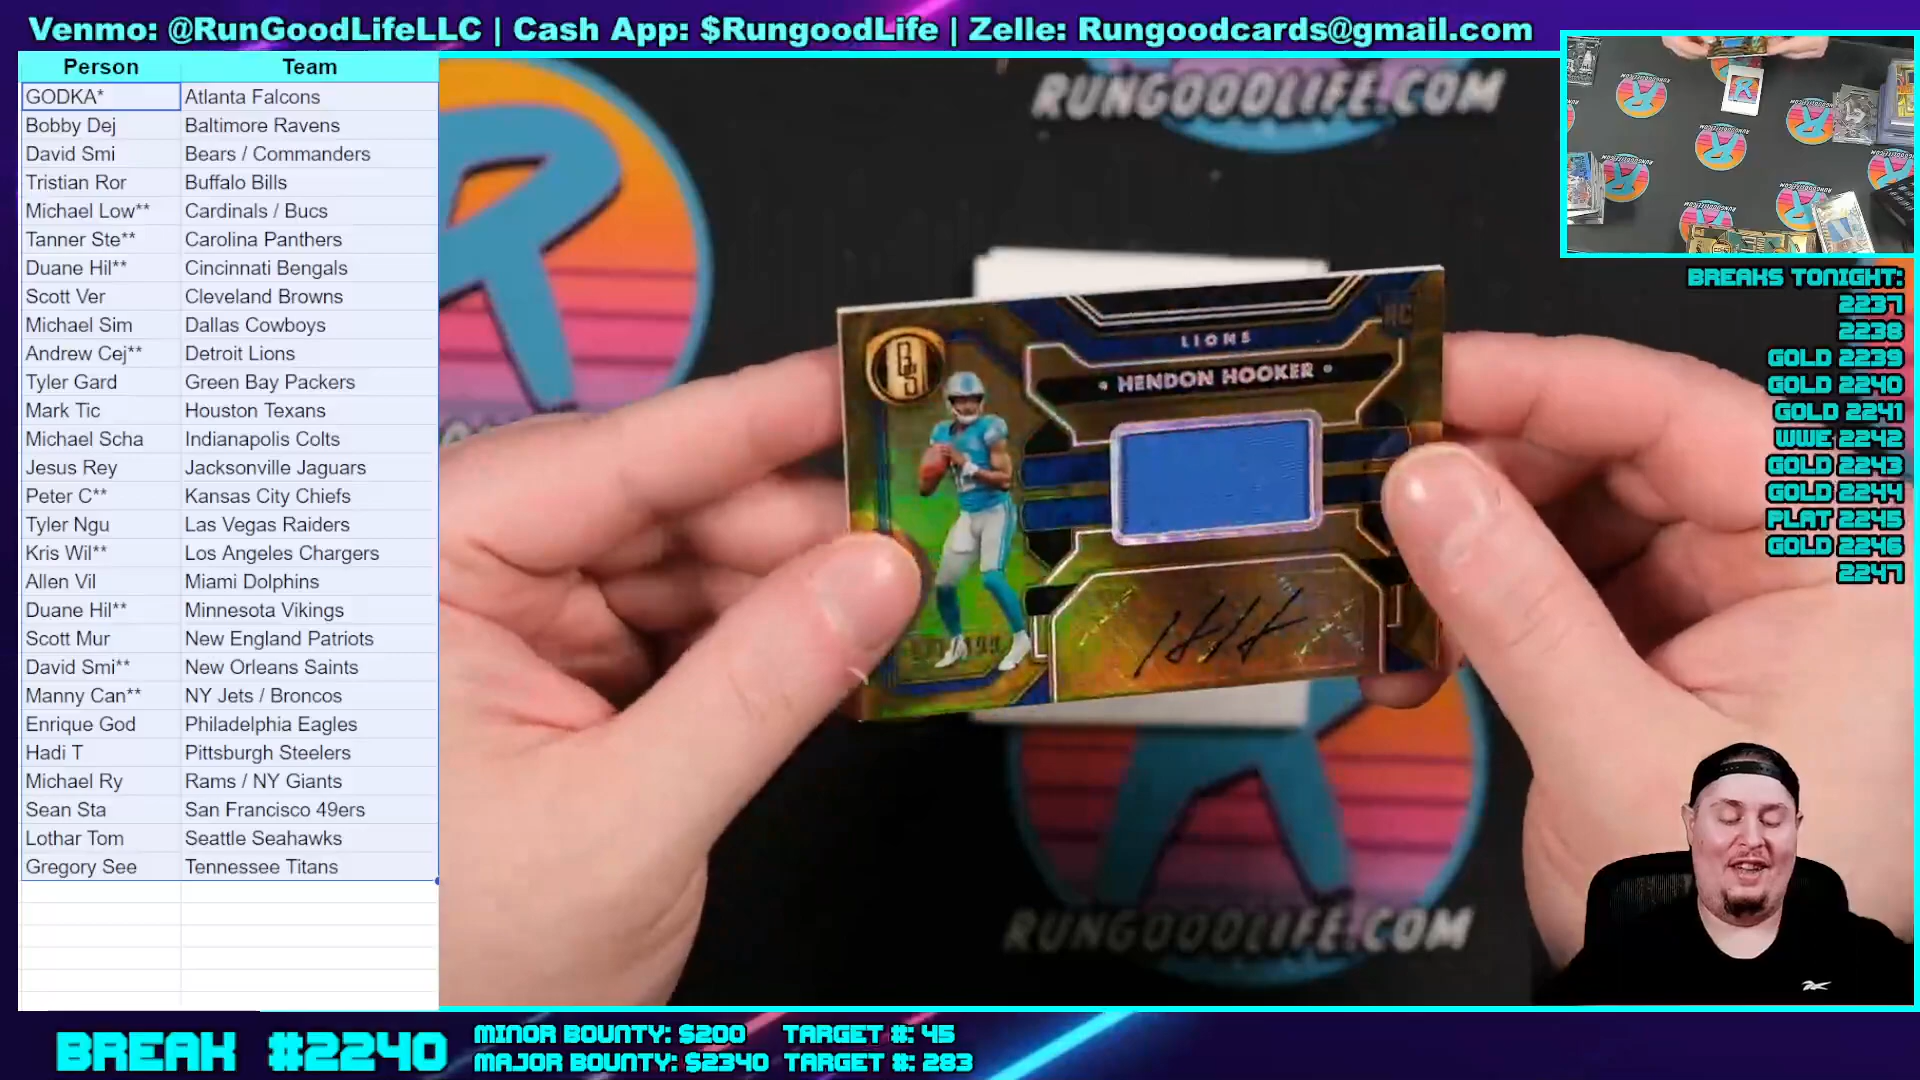 Venmo: @RunGoodLifeLLC | Cash App: $RungoodLife | Zelle: Rungoodcards@gmail.com
Person Team
GODKA* Atlanta Falcons
Bobby Dej Baltimore Ravens
David Smi Bears / Commanders
Tristian Ror Buffalo Bills
Michael Low** Cardinals / Bucs
Tanner Ste** Carolina Panthers
Duane Hil** Cincinnati Bengals
Scott Ver Cleveland Browns
Michael Sim Dallas Cowboys
Andrew Cej** Detroit Lions
Tyler Gard Green Bay Packers
Mark Tic Houston Texans
Michael Scha Indianapolis Colts
Jesus Rey Jacksonville Jaguars
Peter C** Kansas City Chiefs
Tyler Ngu Las Vegas Raiders
Kris Wil** Los Angeles Chargers
Allen Vil Miami Dolphins
Duane Hil** Minnesota Vikings
Scott Mur New England Patriots
David Smi** New Orleans Saints
Manny Can** NY Jets / Broncos
Enrique God Philadelphia Eagles
Hadi T Pittsburgh Steelers
Michael Ry Rams / NY Giants
Sean Sta San Francisco 49ers
Lothar Tom Seattle Seahawks
Gregory See Tennessee Titans
RUNGOODLIFE.COM
RC
LIONS
HENDON HOOKER
GS
RUNGOODLIFE.COM
BREAKS TONIGHT:
2237
2238
GOLD 2239
GOLD 2240
GOLD 2241
WWE 2242
GOLD 2243
GOLD 2244
PLAT 2245
GOLD 2246
2247
BREAK #2240
MINOR BOUNTY: $200 TARGET #: 45
MAJOR BOUNTY: $2340 TARGET #: 283